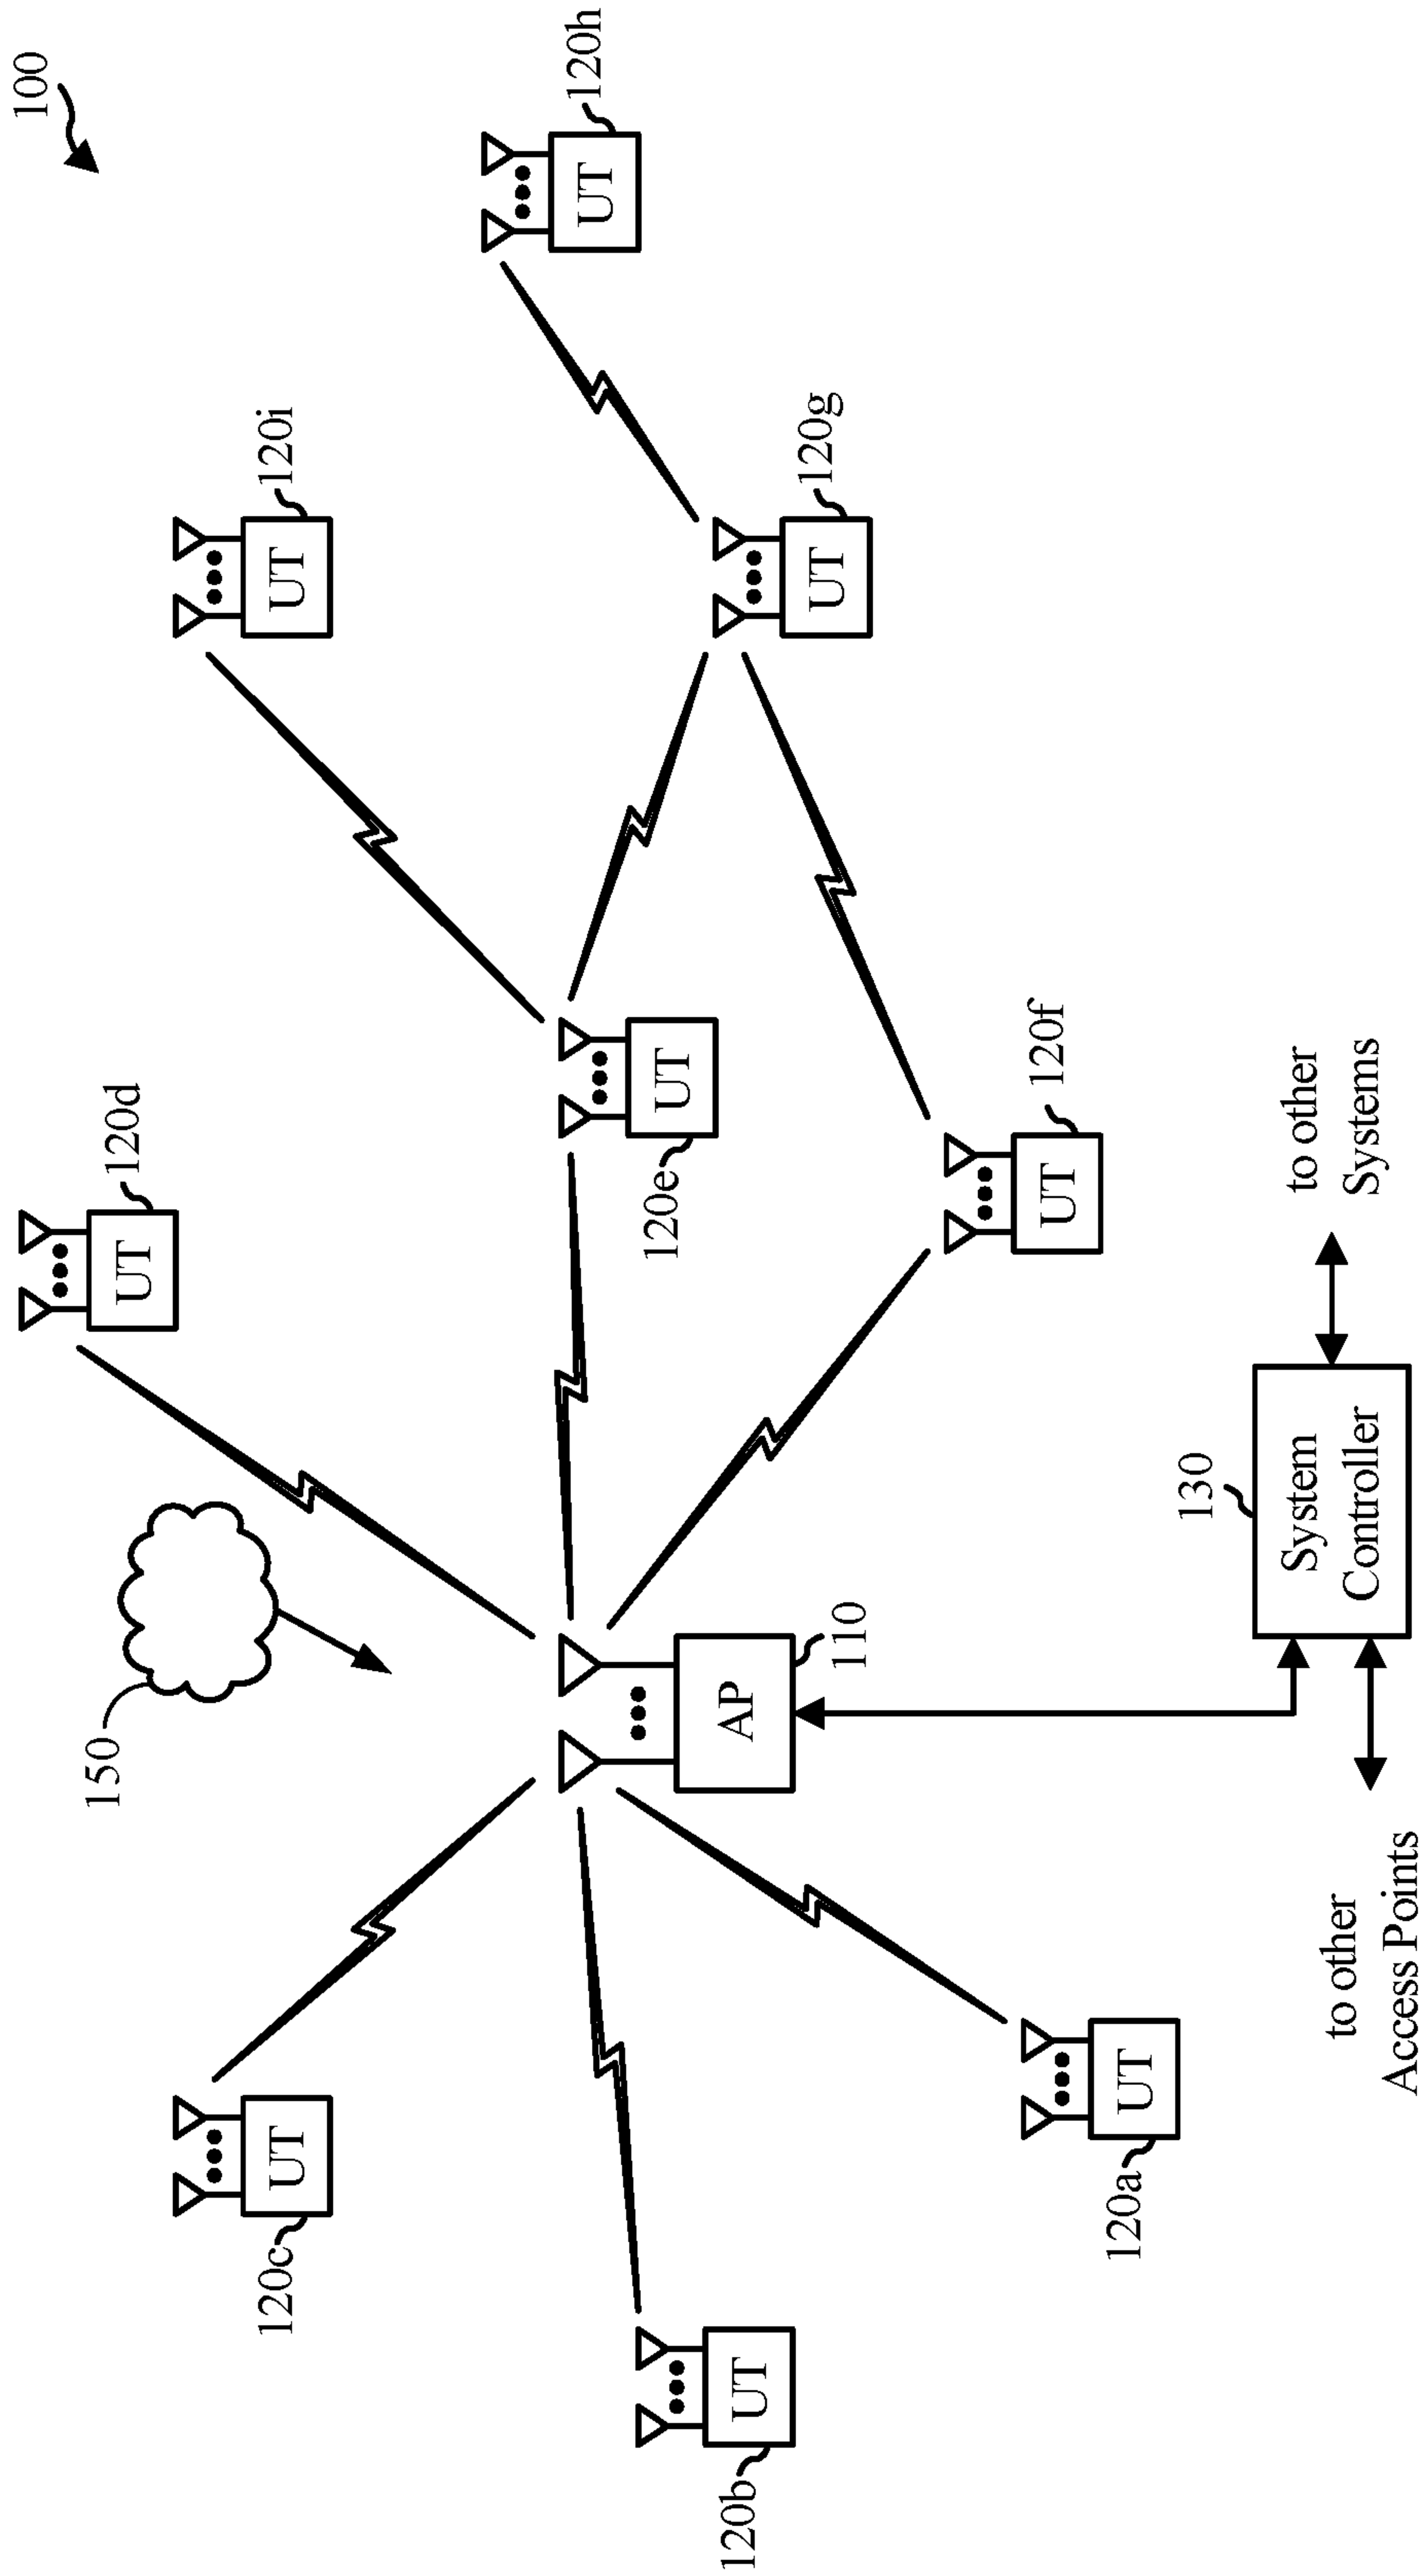 100
120d
UT
120i
UT
120h
UT
150
120c
UT
120e
UT
120g
UT
120b
UT
AP
110
120f
UT
120a
UT
130
System
Controller
to other
Systems
to other
Access Points